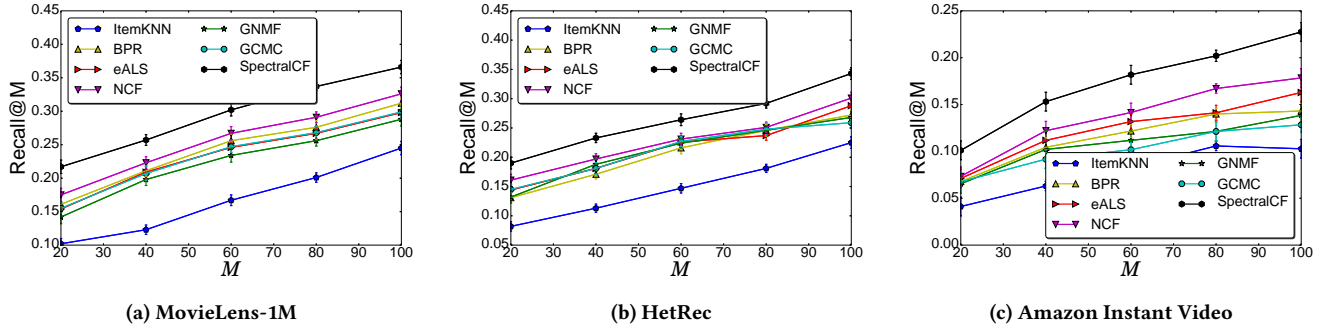 0.45
0.40
0.35
0.30
0.25
0.20
0.15
0.10
Recall@M
ItemKNN
BPR
eALS
NCF
GNMF
GCMC
SpectralCF
20 30 40 50 60 70 80 90 100
M
(a) MovieLens-1M
0.45
0.40
0.35
0.30
0.25
0.20
0.15
0.10
0.05
Recall@M
ItemKNN
BPR
eALS
NCF
GNMF
GCMC
SpectralCF
20 30 40 50 60 70 80 90 100
M
(b) HetRec
0.25
0.20
0.15
0.10
0.05
0.00
Recall@M
ItemKNN
BPR
eALS
NCF
GNMF
GCMC
SpectralCF
20 30 40 50 60 70 80 90 100
M
(c) Amazon Instant Video